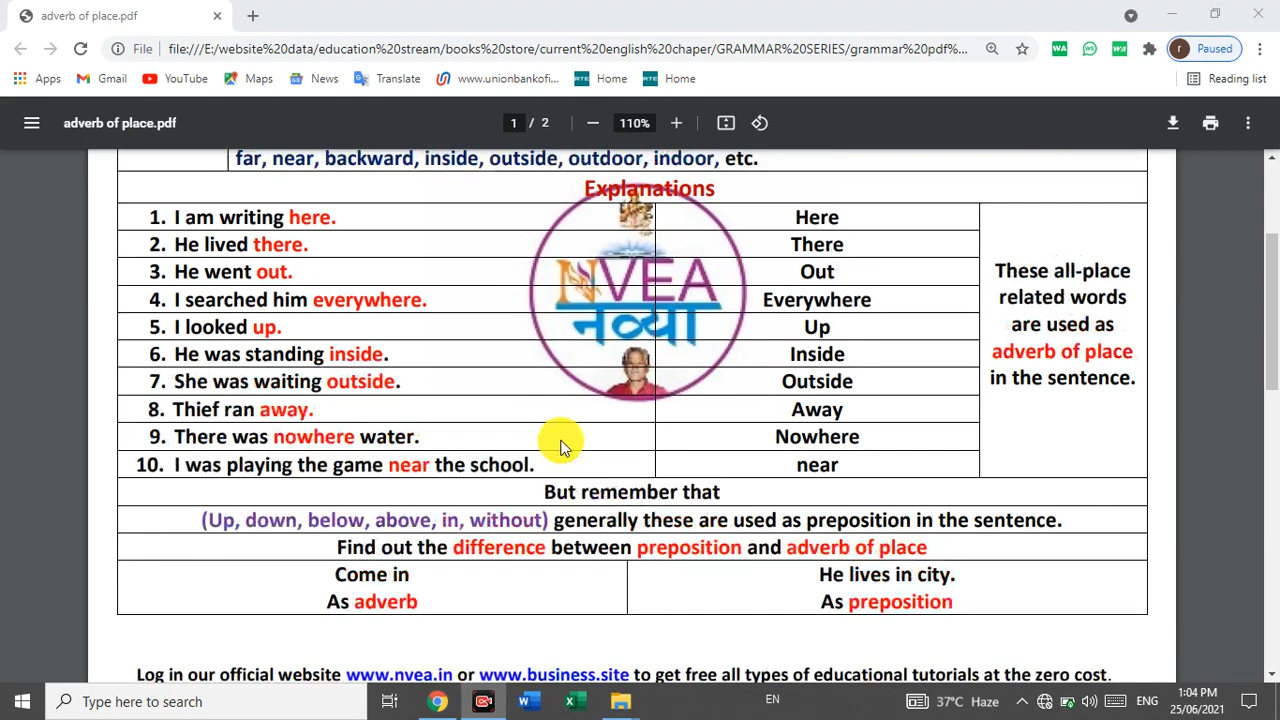 adverb of place.pdf
File file:///E:/website%20data/education%20stream/books%20store/current%20english%20chaper/GRAMMAR%20SERIES/grammar%20pdf%... WA Paused
Apps Gmail YouTube Maps News Translate www.unionbankofi... RTE Home RTE Home Reading list
adverb of place.pdf 1 / 2 110%
far, near, backward, inside, outside, outdoor, indoor, etc.
Explanations
1. I am writing here. Here
2. He lived there. There
3. He went out. Out
4. I searched him everywhere. Everywhere
5. I looked up. Up
6. He was standing inside. Inside
7. She was waiting outside. Outside
8. Thief ran away. Away
9. There was nowhere water. Nowhere
10. I was playing the game near the school. near
These all-place
related words
are used as
adverb of place
in the sentence.
NVEA
नव्या
But remember that
(Up, down, below, above, in, without) generally these are used as preposition in the sentence.
Find out the difference between preposition and adverb of place
Come in He lives in city.
As adverb As preposition
Log in our official website www.nvea.in or www.business.site to get free all types of educational tutorials at the zero cost.
Type here to search EN 37°C Haze ENG 1:04 PM
25/06/2021